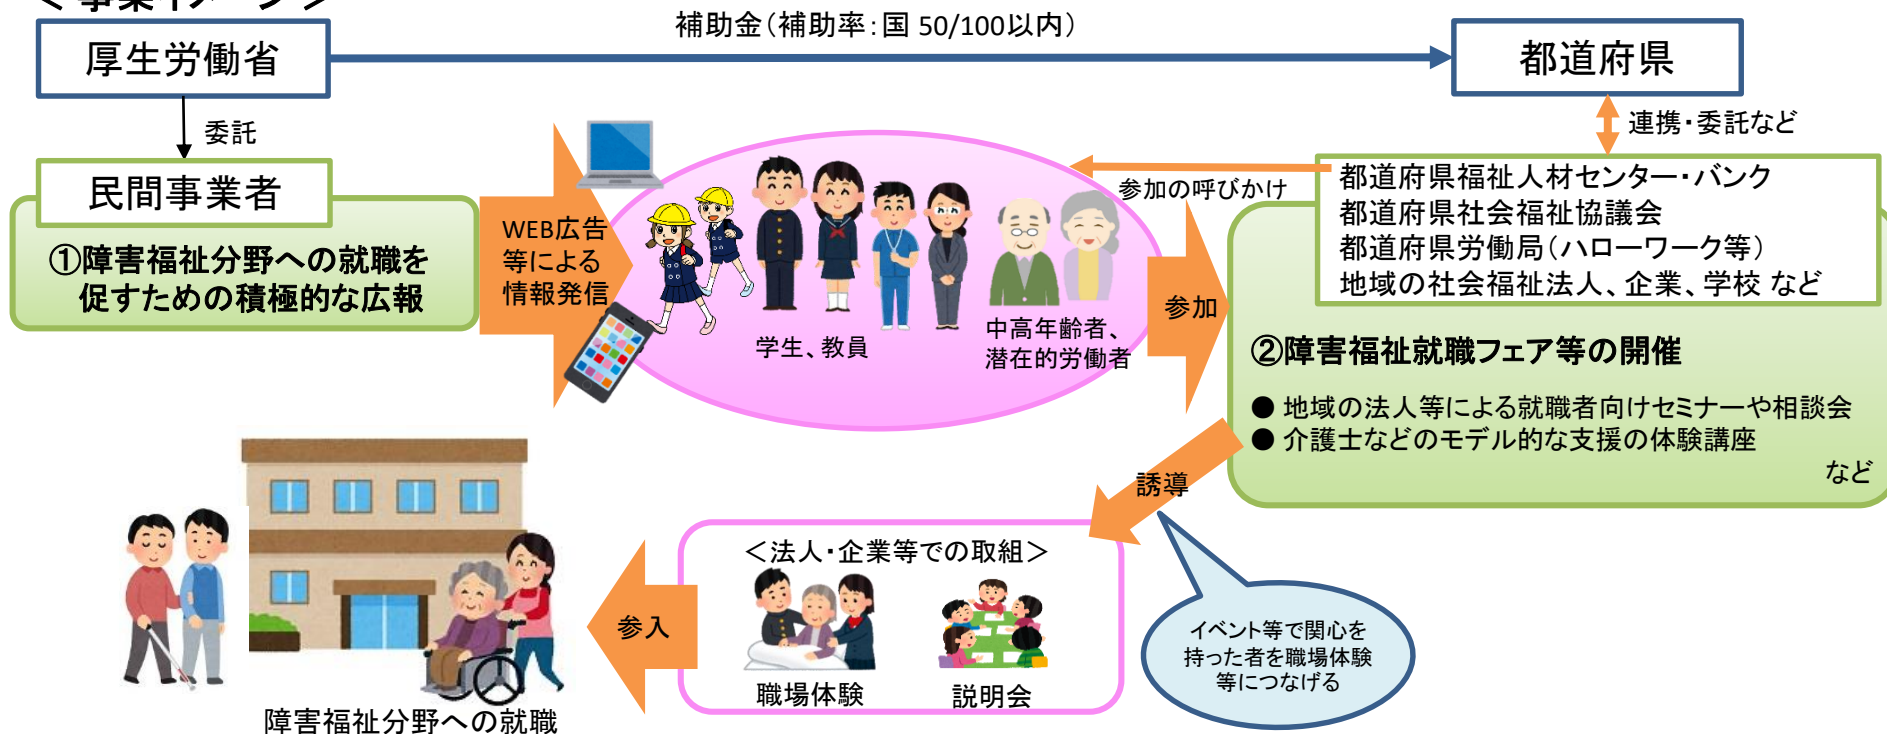 ＜事業イメージ＞
補助金（補助率：国 50/100以内）
厚生労働省
都道府県
委託
連携・委託など
民間事業者
①障害福祉分野への就職を
促すための積極的な広報
WEB広告
等による
情報発信
学生、教員
中高年齢者、
潜在的労働者
参加の呼びかけ
参加
都道府県福祉人材センター・バンク
都道府県社会福祉協議会
都道府県労働局（ハローワーク等）
地域の社会福祉法人、企業、学校 など
②障害福祉就職フェア等の開催
● 地域の法人等による就職者向けセミナーや相談会
● 介護士などのモデル的な支援の体験講座
など
誘導
イベント等で関心を
持った者を職場体験
等につなげる
＜法人・企業等での取組＞
職場体験
説明会
参入
障害福祉分野への就職